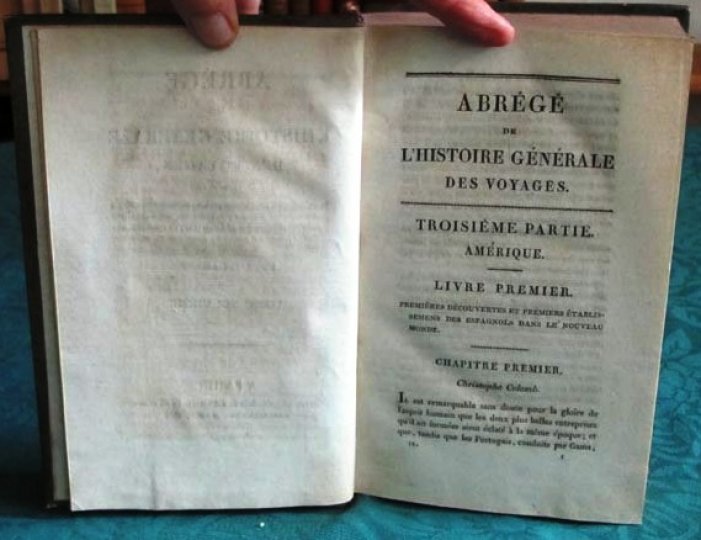 ABRÉGÉ
DE
L'HISTOIRE GÉNÉRALE
DES VOYAGES.
TROISIÉME PARTIE.
AMÉRIQUE.
LIVRE PREMIER.
PREMIÈRES DÉCOUVERTES ET PREMIERS ÉTABLIS-
SEMENS DES ESPAGNOLS DANS LE NOUVEAU
MONDE.
CHAPITRE PREMIER.
Christophe Colomb.
IL est remarquable sans doute pour la gloire de
l'esprit humain que les deux plus belles entreprises
qu'il ait formées aient éclaté à la même époque; et
que, tandis que les Portugais, conduits par Gama,
1